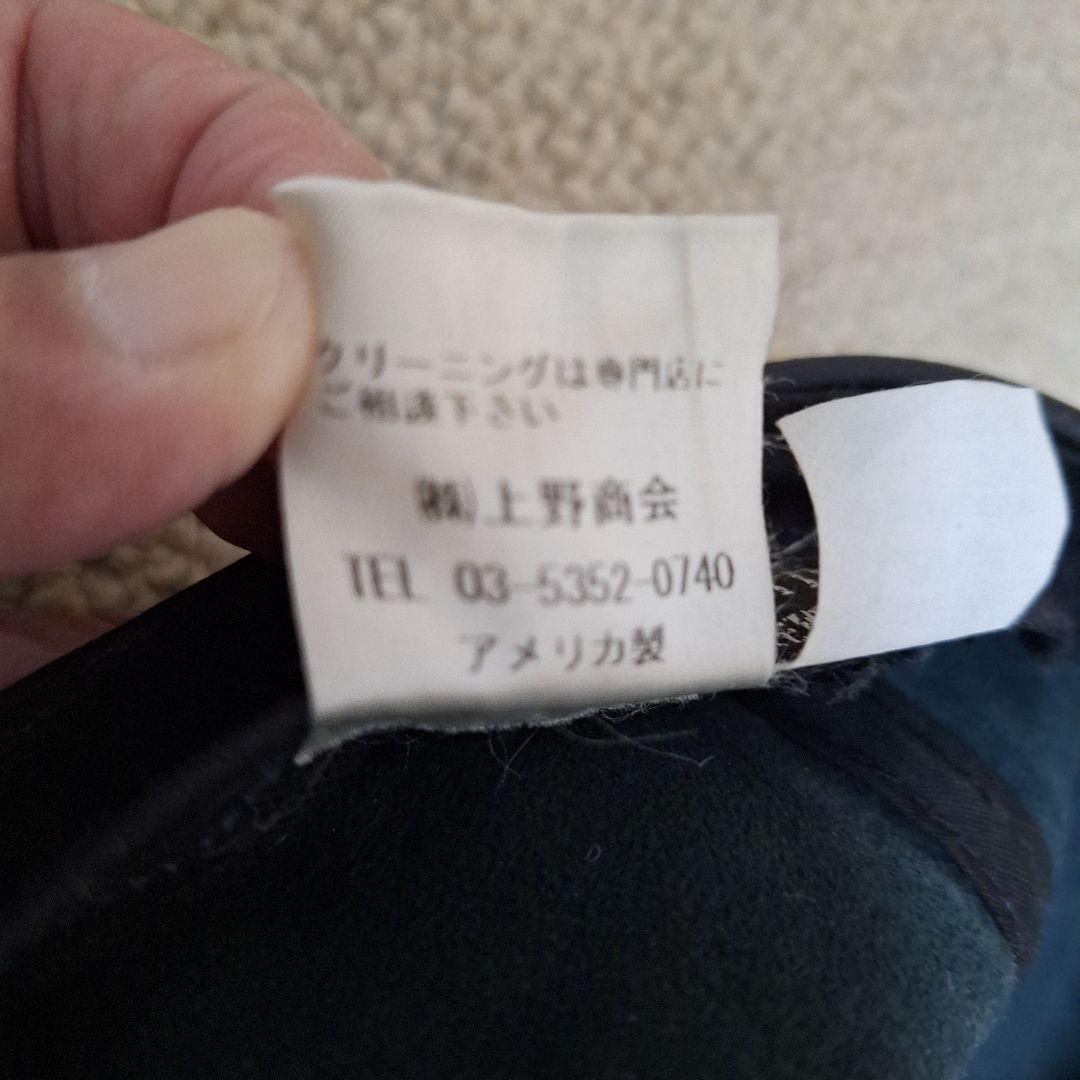 クリーニングは専門店に
ご相談下さい
㈱上野商会
TEL 03-5352-0740
アメリカ製